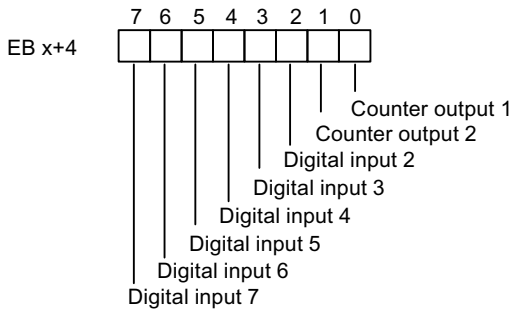 7 6 5 4 3 2 1 0
EB x+4
Counter output 1
Counter output 2
Digital input 2
Digital input 3
Digital input 4
Digital input 5
Digital input 6
Digital input 7